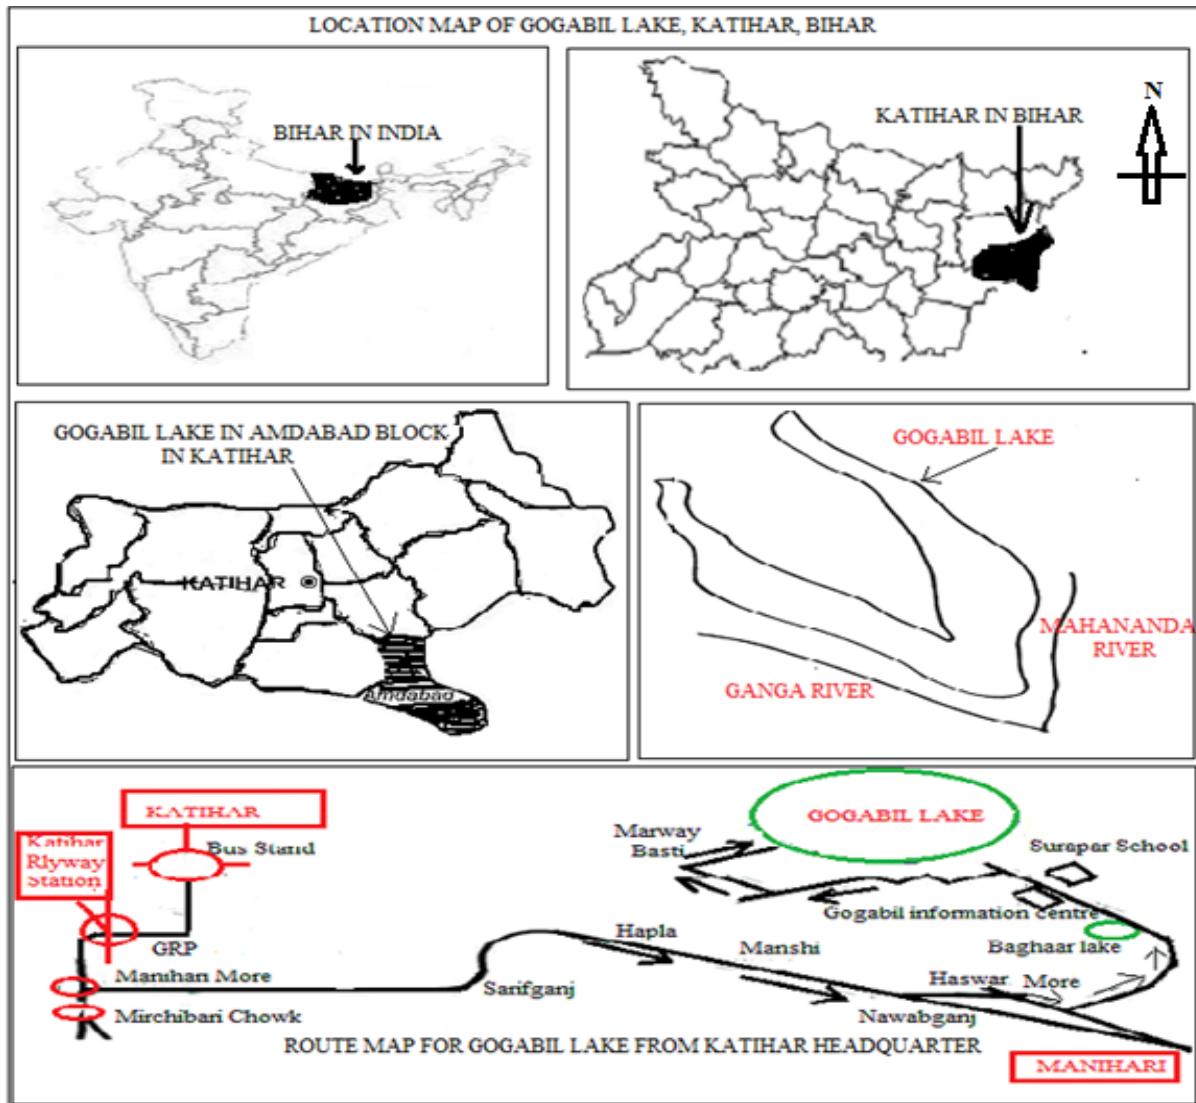 LOCATION MAP OF GOGABIL LAKE, KATIHAR, BIHAR
BIHAR IN INDIA
KATIHAR IN BIHAR
N
GOGABIL LAKE IN AMDABAD BLOCK
IN KATIHAR
KATIHAR
Amdabad
GOGABIL LAKE
MAHANANDA
RIVER
GANGA RIVER
KATIHAR
Katihar
Rlyway
Station
Bus Stand
GRP
Manihari More
Mirchibari Chowk
Sarifganj
Hapla
Manshi
Marway
Basti
GOGABIL LAKE
Surapar School
Gogabil information centre
Baghaar lake
Haswar More
Nawabganj
ROUTE MAP FOR GOGABIL LAKE FROM KATIHAR HEADQUARTER
MANIHARI